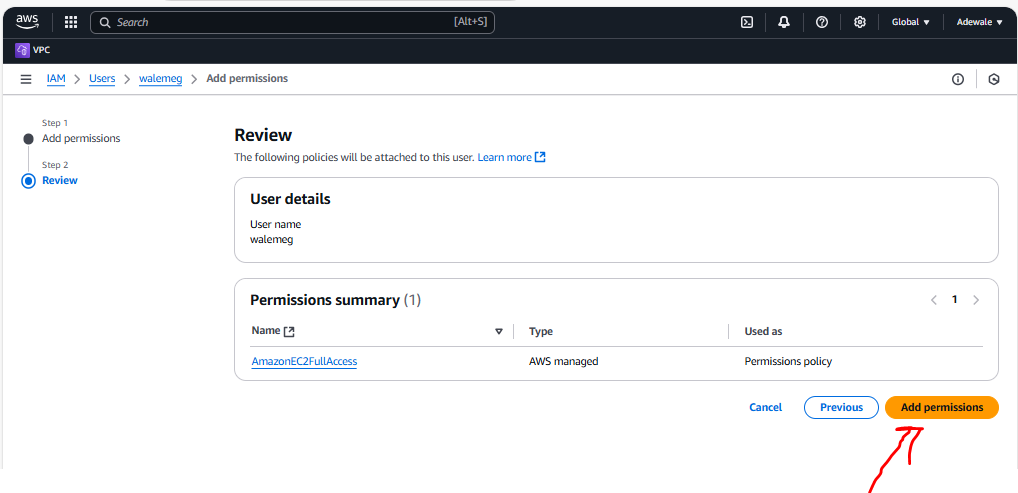 aws Search [Alt+S] Global ▼ Adewale ▼
VPC
IAM > Users > walemeg > Add permissions
Step 1
Add permissions
Step 2
Review
Review
The following policies will be attached to this user. Learn more
User details
User name
walemeg
Permissions summary (1) < 1 >
Name Type Used as
AmazonEC2FullAccess AWS managed Permissions policy
Cancel Previous Add permissions